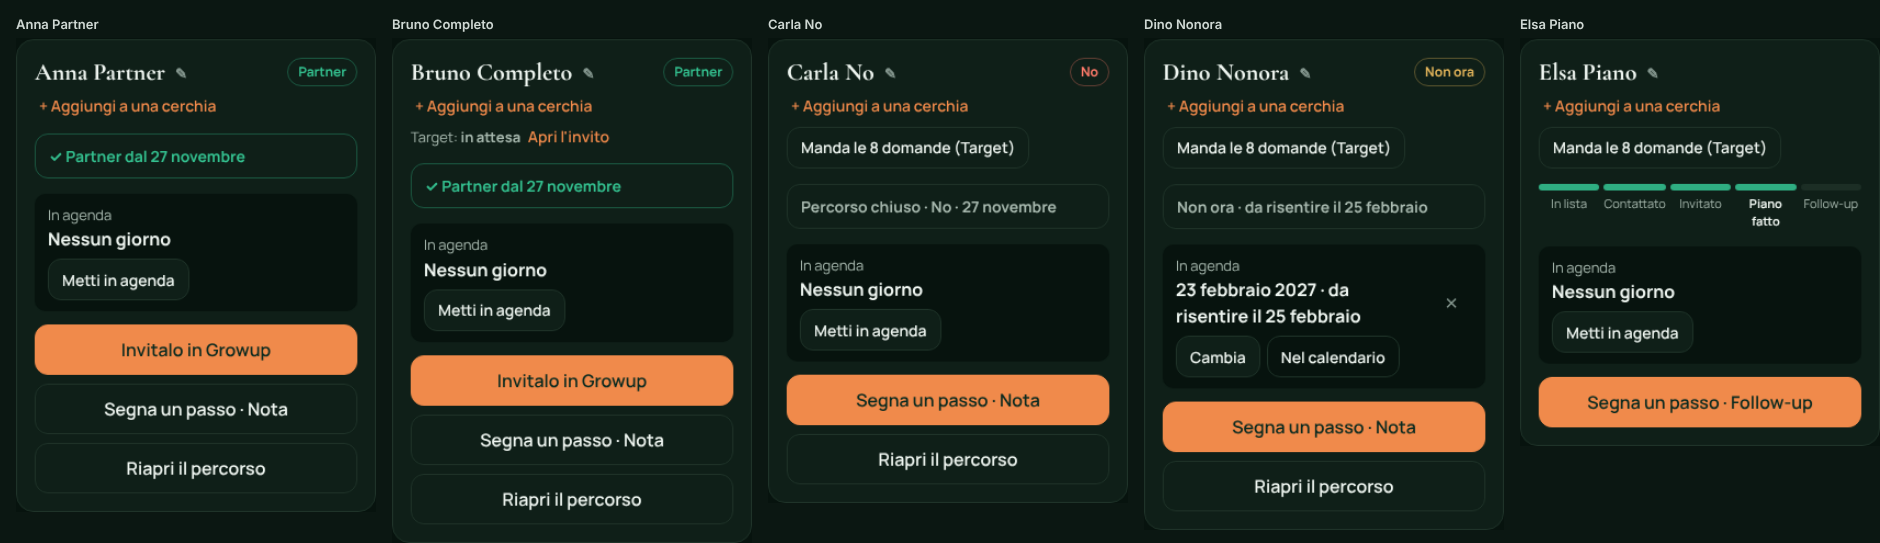 Anna Partner
Anna Partner ✎
Partner
+ Aggiungi a una cerchia
✓ Partner dal 27 novembre
In agenda
Nessun giorno
Metti in agenda
Invitalo in Growup
Segna un passo · Nota
Riapri il percorso
Bruno Completo
Bruno Completo ✎
Partner
+ Aggiungi a una cerchia
Target: in attesa Apri l'invito
✓ Partner dal 27 novembre
In agenda
Nessun giorno
Metti in agenda
Invitalo in Growup
Segna un passo · Nota
Riapri il percorso
Carla No
Carla No ✎
No
+ Aggiungi a una cerchia
Manda le 8 domande (Target)
Percorso chiuso · No · 27 novembre
In agenda
Nessun giorno
Metti in agenda
Segna un passo · Nota
Riapri il percorso
Dino Nonora
Dino Nonora ✎
Non ora
+ Aggiungi a una cerchia
Manda le 8 domande (Target)
Non ora · da risentire il 25 febbraio
In agenda
23 febbraio 2027 · da
risentire il 25 febbraio
×
Cambia
Nel calendario
Segna un passo · Nota
Riapri il percorso
Elsa Piano
Elsa Piano ✎
+ Aggiungi a una cerchia
Manda le 8 domande (Target)
In lista
Contattato
Invitato
Piano
fatto
Follow-up
In agenda
Nessun giorno
Metti in agenda
Segna un passo · Follow-up